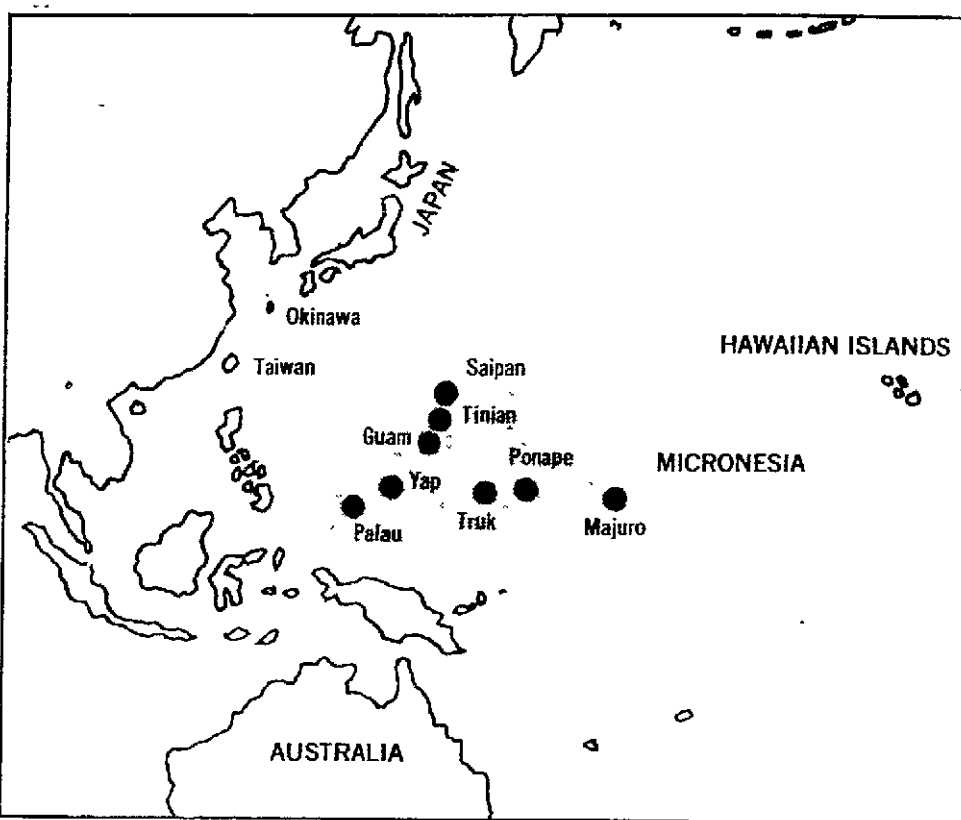 JAPAN
Okinawa
Taiwan
HAWAIIAN ISLANDS
Saipan
Tinian
Guam
Ponape
MICRONESIA
Yap
Palau
Truk
Majuro
AUSTRALIA